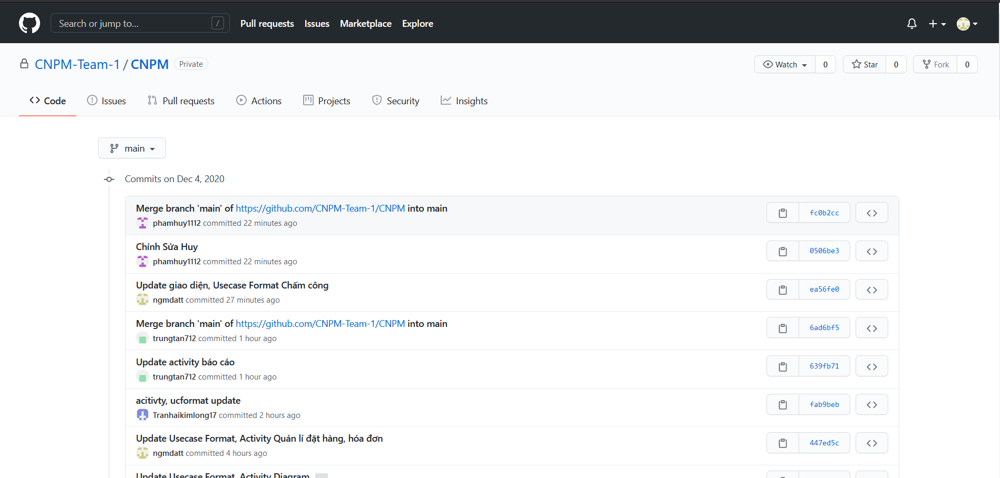 Search or jump to... /
Pull requests Issues Marketplace Explore
CNPM-Team-1 / CNPM Private
Watch 0 Star 0 Fork 0
Code Issues Pull requests Actions Projects Security Insights
main
Commits on Dec 4, 2020
Merge branch 'main' of https://github.com/CNPM-Team-1/CNPM into main
phamhuy1112 committed 22 minutes ago
fc0b2cc
Chỉnh Sửa Huy
phamhuy1112 committed 22 minutes ago
0506be3
Update giao diện, Usecase Format Chấm công
ngmdatt committed 27 minutes ago
ea56fe0
Merge branch 'main' of https://github.com/CNPM-Team-1/CNPM into main
trungtan712 committed 1 hour ago
6ad6bf5
Update activity báo cáo
trungtan712 committed 1 hour ago
639fb71
acitivty, ucformat update
Tranhaikimlong17 committed 2 hours ago
fab9beb
Update Usecase Format, Activity Quản lí đặt hàng, hóa đơn
ngmdatt committed 4 hours ago
447ed5c
Update Usecase Format, Activity Diagram